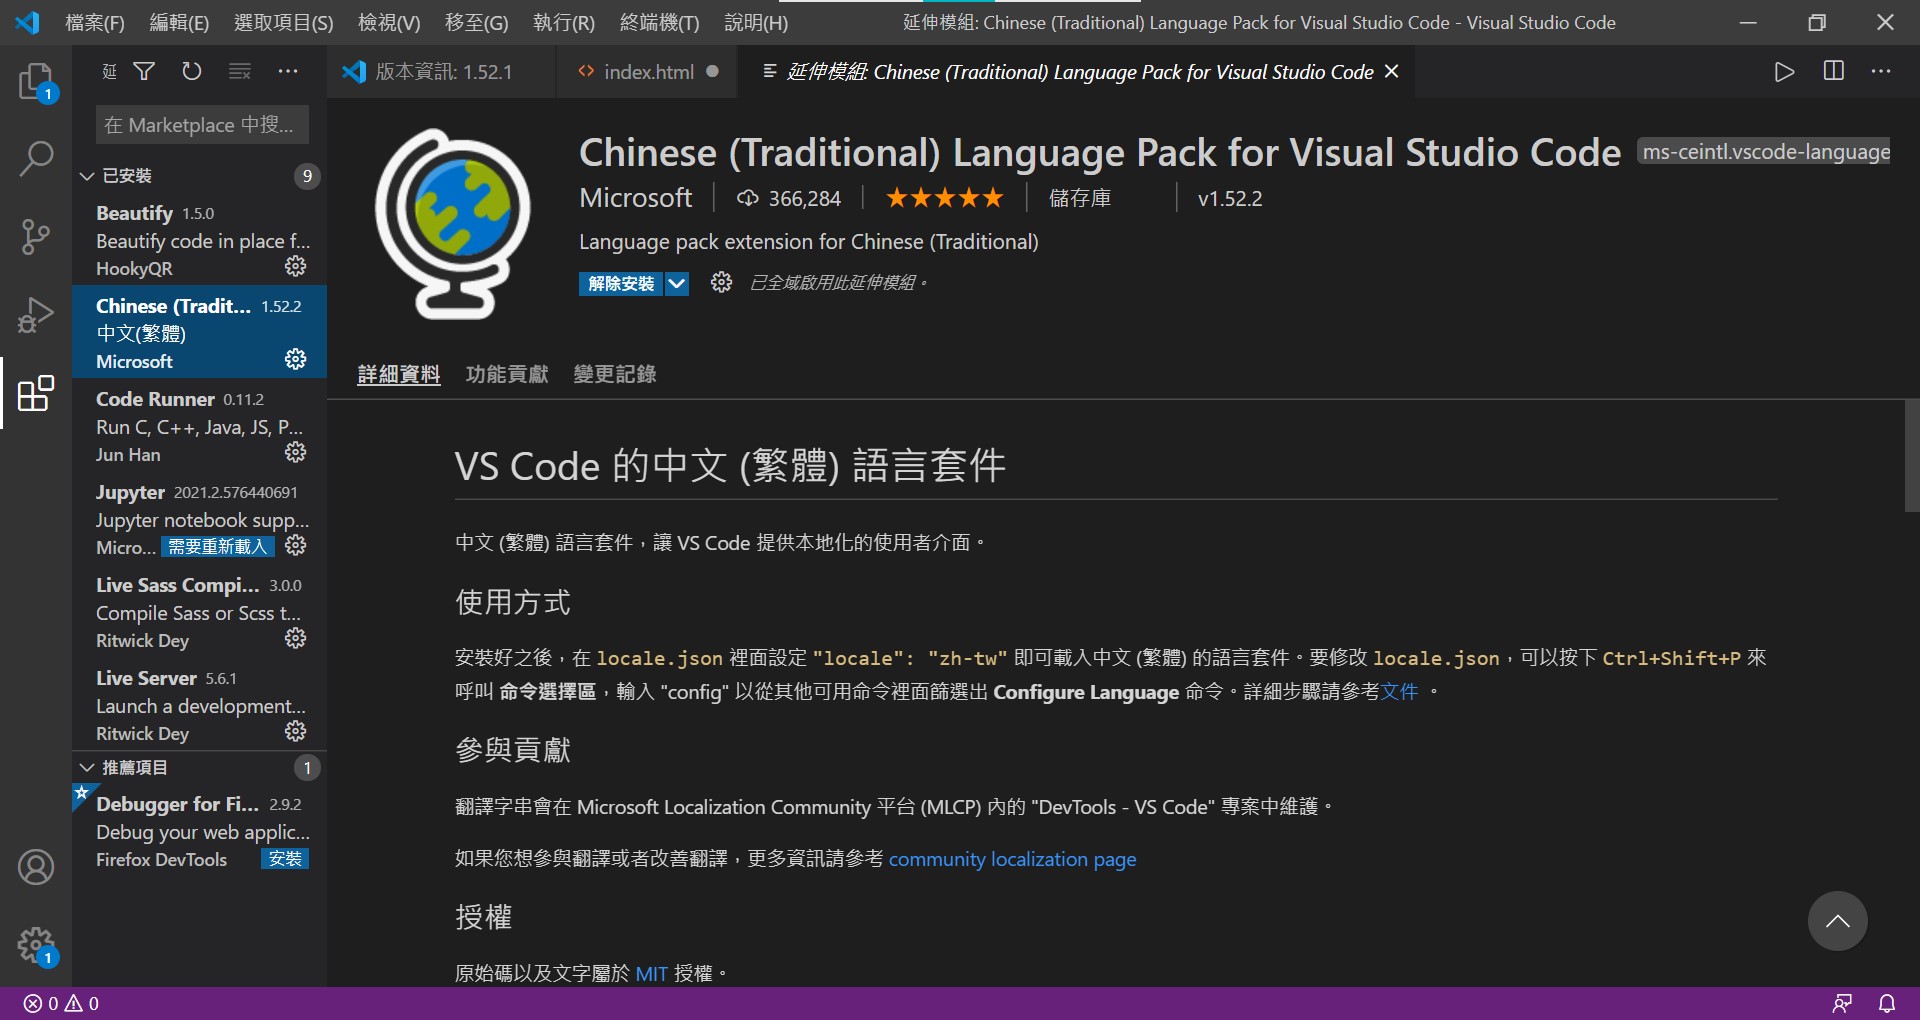 檔案(F) 編輯(E) 選取項目(S) 檢視(V) 移至(G) 執行(R) 終端機(T) 說明(H) 延伸模組: Chinese (Traditional) Language Pack for Visual Studio Code - Visual Studio Code
延
版本資訊: 1.52.1
index.html
延伸模組: Chinese (Traditional) Language Pack for Visual Studio Code
1
在 Marketplace 中搜...
已安裝 9
Beautify 1.5.0
Beautify code in place f...
HookyQR
Chinese (Tradit... 1.52.2
中文(繁體)
Microsoft
Code Runner 0.11.2
Run C, C++, Java, JS, P...
Jun Han
Jupyter 2021.2.576440691
Jupyter notebook supp...
Micro... 需要重新載入
Live Sass Compi... 3.0.0
Compile Sass or Scss t...
Ritwick Dey
Live Server 5.6.1
Launch a development...
Ritwick Dey
推薦項目 1
Debugger for Fi... 2.9.2
Debug your web applic...
Firefox DevTools 安裝
1
Chinese (Traditional) Language Pack for Visual Studio Code ms-ceintl.vscode-language
Microsoft 366,284 儲存庫 v1.52.2
Language pack extension for Chinese (Traditional)
解除安裝 已全域啟用此延伸模組。
詳細資料 功能貢獻 變更記錄
VS Code 的中文 (繁體) 語言套件
中文 (繁體) 語言套件，讓 VS Code 提供本地化的使用者介面。
使用方式
安裝好之後，在 locale.json 裡面設定 "locale": "zh-tw" 即可載入中文 (繁體) 的語言套件。要修改 locale.json，可以按下 Ctrl+Shift+P 來
呼叫 命令選擇區，輸入 "config" 以從其他可用命令裡面篩選出 Configure Language 命令。詳細步驟請參考文件 。
參與貢獻
翻譯字串會在 Microsoft Localization Community 平台 (MLCP) 內的 "DevTools - VS Code" 專案中維護。
如果您想參與翻譯或者改善翻譯，更多資訊請參考 community localization page
授權
原始碼以及文字屬於 MIT 授權。
0 0